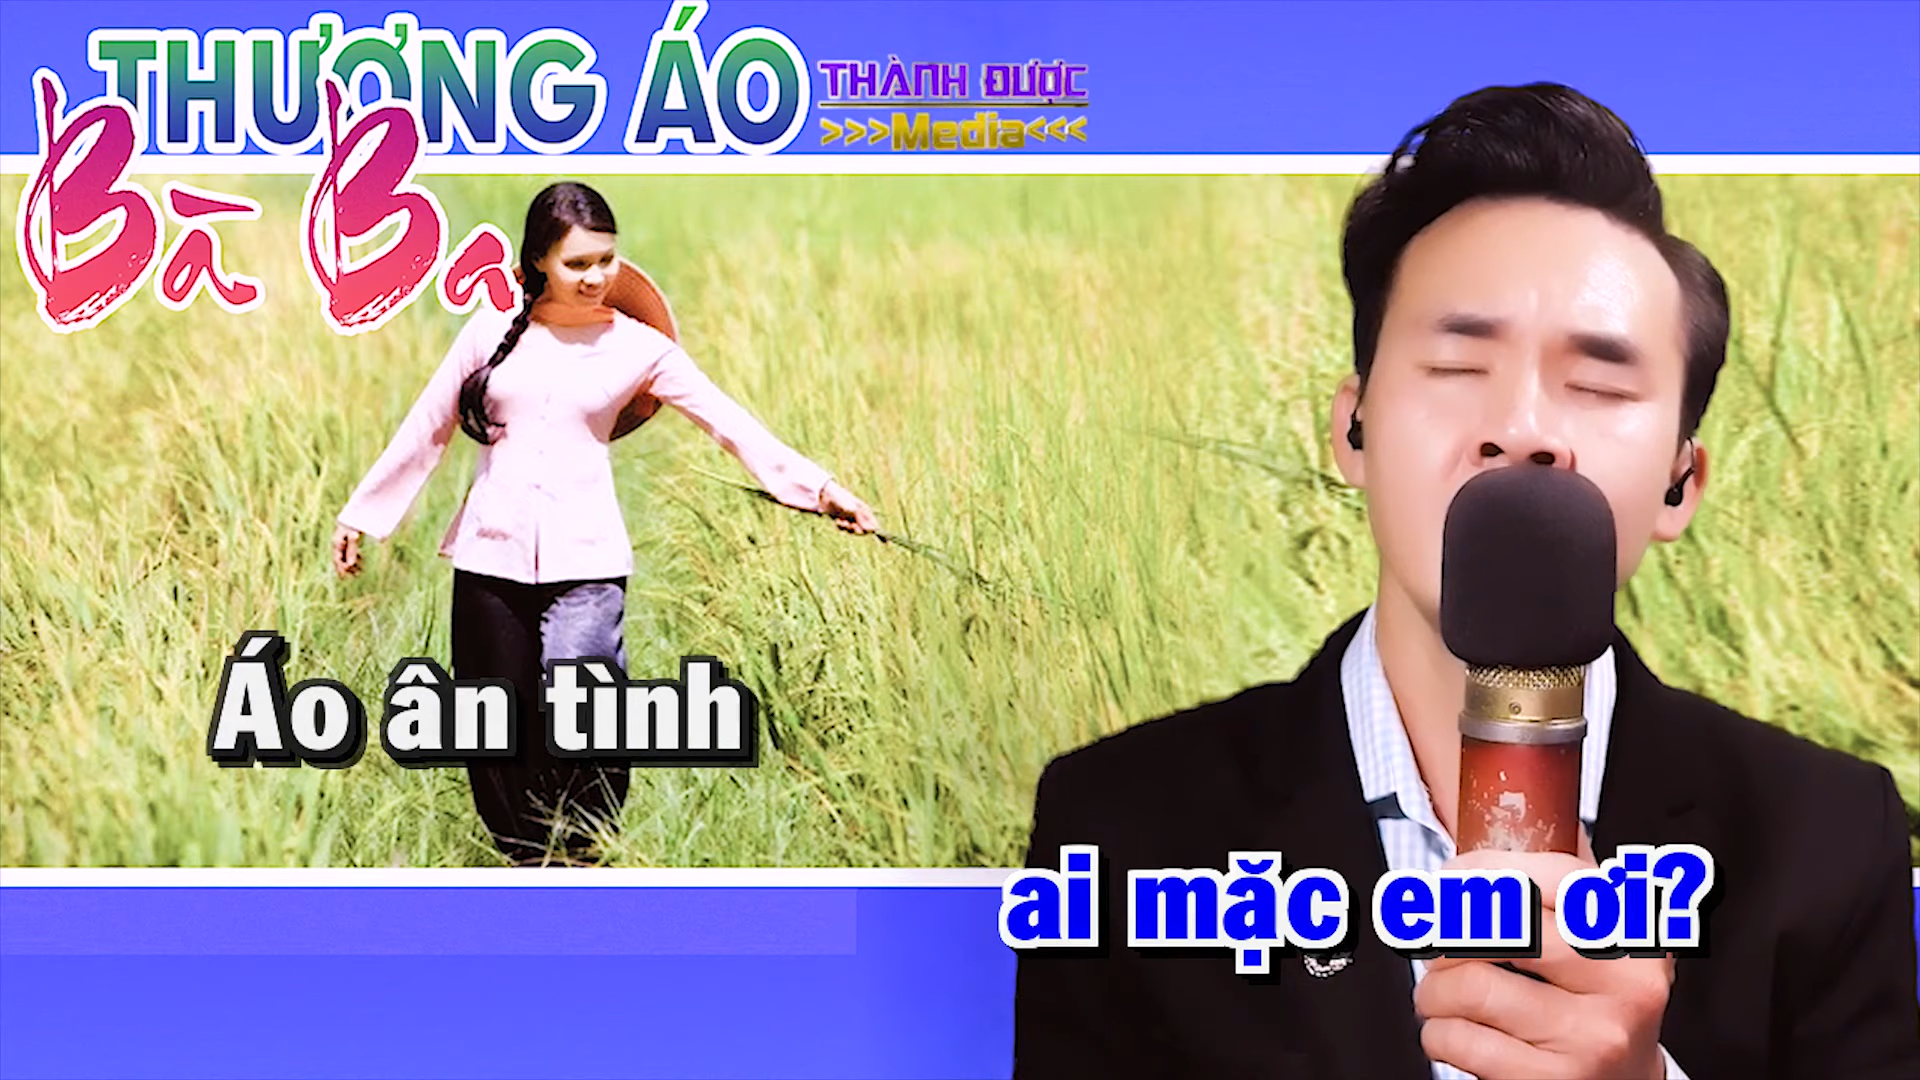 THƯƠNG ÁO
Bà Ba
THÀNH ĐƯỢC
>>>Media<<<
Áo ân tình
ai mặc em ơi?